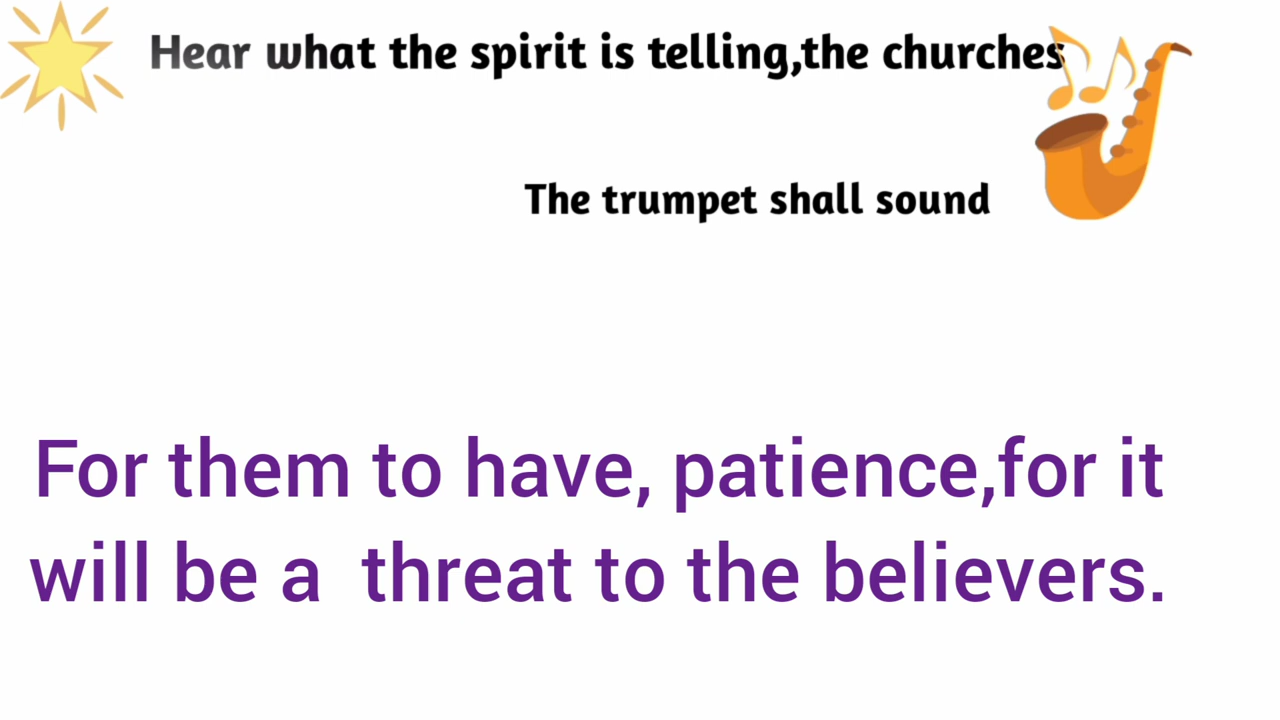 Hear what the spirit is telling,the churches
The trumpet shall sound
For them to have, patience,for it
will be a  threat to the believers.